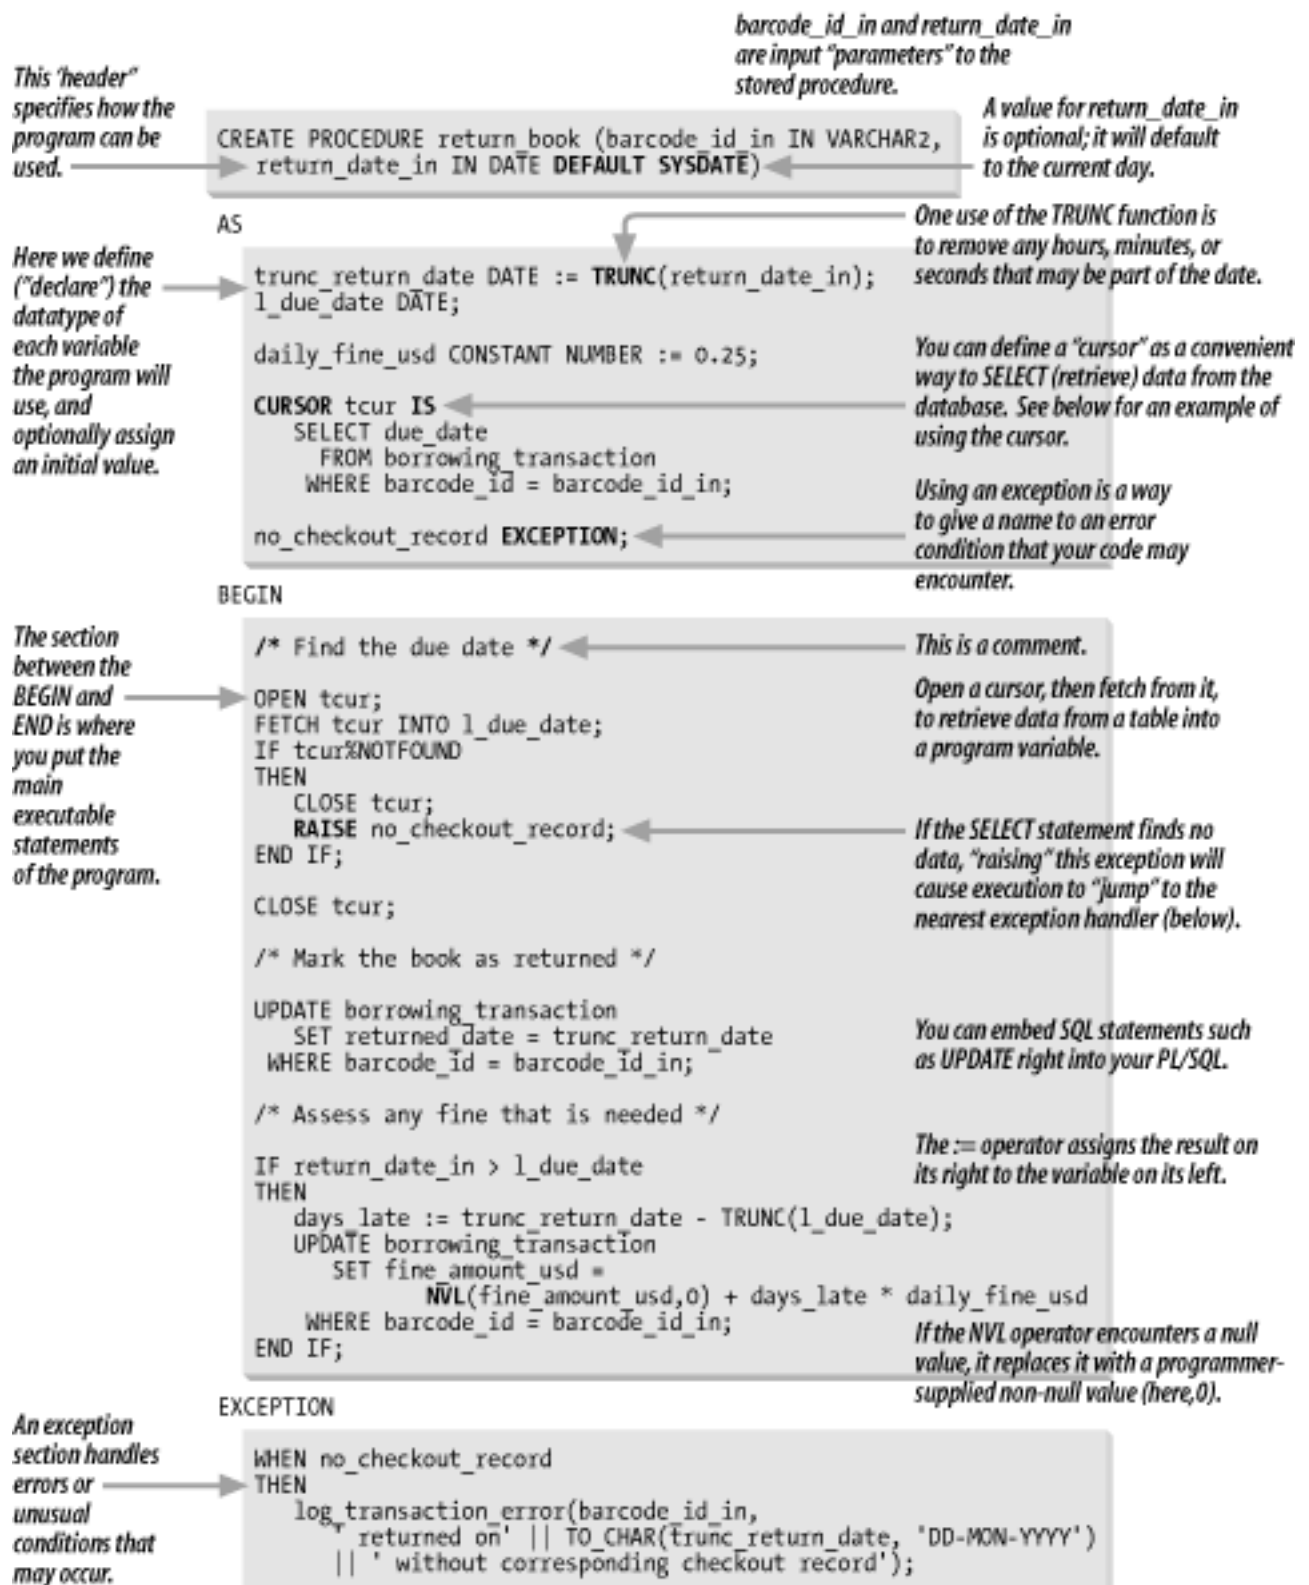 barcode_id_in and return_date_in
are input "parameters" to the
stored procedure.
This "header"
specifies how the
program can be
used.
CREATE PROCEDURE return_book (barcode_id_in IN VARCHAR2,
return_date_in IN DATE DEFAULT SYSDATE)
A value for return_date_in
is optional; it will default
to the current day.
AS
Here we define
("declare") the
datatype of
each variable
the program will
use, and
optionally assign
an initial value.
trunc_return_date DATE := TRUNC(return_date_in);
l_due_date DATE;
daily_fine_usd CONSTANT NUMBER := 0.25;
CURSOR tcur IS
SELECT due_date
FROM borrowing_transaction
WHERE barcode_id = barcode_id_in;
no_checkout_record EXCEPTION;
One use of the TRUNC function is
to remove any hours, minutes, or
seconds that may be part of the date.
You can define a "cursor" as a convenient
way to SELECT (retrieve) data from the
database. See below for an example of
using the cursor.
Using an exception is a way
to give a name to an error
condition that your code may
encounter.
BEGIN
The section
between the
BEGIN and
END is where
you put the
main
executable
statements
of the program.
/* Find the due date */
OPEN tcur;
FETCH tcur INTO l_due_date;
IF tcur%NOTFOUND
THEN
CLOSE tcur;
RAISE no_checkout_record;
END IF;
CLOSE tcur;
/* Mark the book as returned */
UPDATE borrowing_transaction
SET returned_date = trunc_return_date
WHERE barcode_id = barcode_id_in;
/* Assess any fine that is needed */
IF return_date_in > l_due_date
THEN
days_late := trunc_return_date - TRUNC(l_due_date);
UPDATE borrowing_transaction
SET fine_amount_usd =
NVL(fine_amount_usd,0) + days_late * daily_fine_usd
WHERE barcode_id = barcode_id_in;
END IF;
This is a comment.
Open a cursor, then fetch from it,
to retrieve data from a table into
a program variable.
If the SELECT statement finds no
data, "raising" this exception will
cause execution to "jump" to the
nearest exception handler (below).
You can embed SQL statements such
as UPDATE right into your PL/SQL.
The := operator assigns the result on
its right to the variable on its left.
If the NVL operator encounters a null
value, it replaces it with a programmer-
supplied non-null value (here,0).
EXCEPTION
An exception
section handles
errors or
unusual
conditions that
may occur.
WHEN no_checkout_record
THEN
log_transaction_error(barcode_id_in,
' returned on' || TO_CHAR(trunc_return_date, 'DD-MON-YYYY')
|| ' without corresponding checkout record');